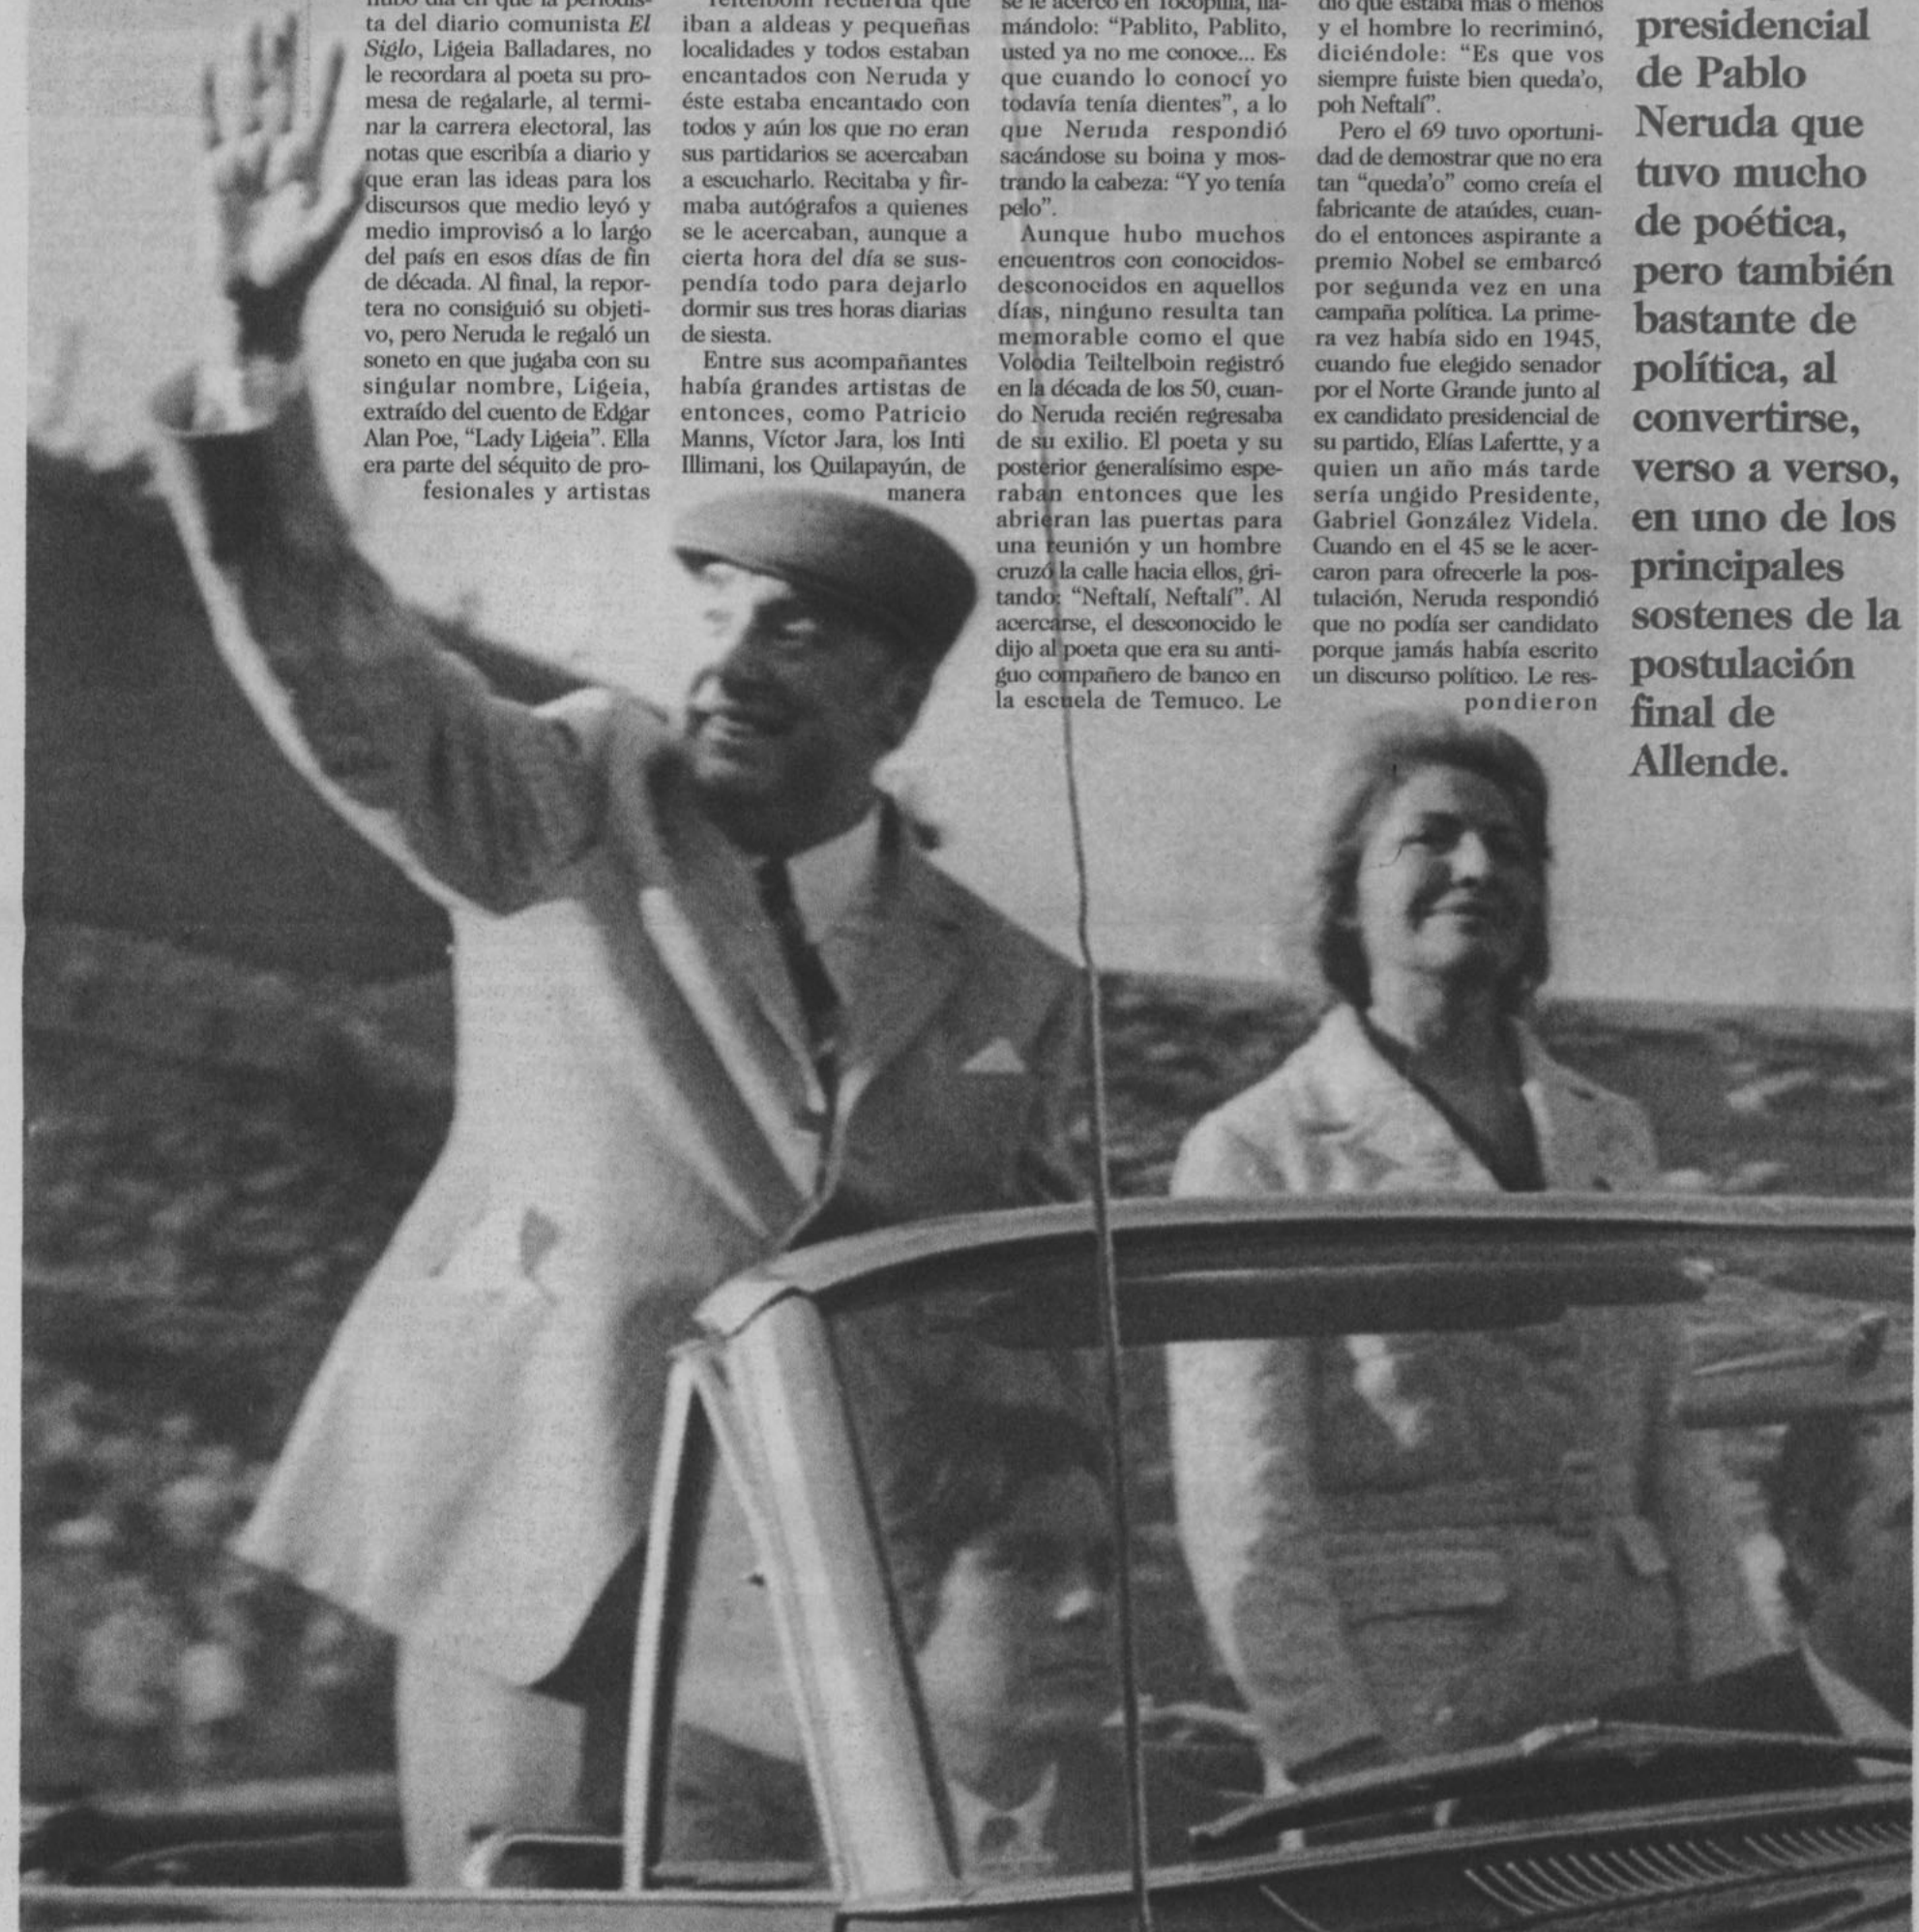 ta del diario comunista El
Siglo, Ligeia Balladares, no
le recordara al poeta su pro-
mesa de regalarle, al termi-
nar la carrera electoral, las
notas que escribía a diario y
que eran las ideas para los
discursos que medio leyó y
medio improvisó a lo largo
del país en esos días de fin
de década. Al final, la repor-
tera no consiguió su objeti-
vo, pero Neruda le regaló un
soneto en que jugaba con su
singular nombre, Ligeia,
extraído del cuento de Edgar
Alan Poe, “Lady Ligeia”. Ella
era parte del séquito de pro-
fesionales y artistas
Teitelboim recuerda que
iban a aldeas y pequeñas
localidades y todos estaban
encantados con Neruda y
éste estaba encantado con
todos y aún los que no eran
sus partidarios se acercaban
a escucharlo. Recitaba y fir-
maba autógrafos a quienes
se le acercaban, aunque a
cierta hora del día se sus-
pendía todo para dejarlo
dormir sus tres horas diarias
de siesta.
Entre sus acompañantes
había grandes artistas de
entonces, como Patricio
Manns, Víctor Jara, los Inti
Illimani, los Quilapayún, de
manera
se le acercó en Tocopilla, lla-
mándolo: “Pablito, Pablito,
usted ya no me conoce... Es
que cuando lo conocí yo
todavía tenía dientes”, a lo
que Neruda respondió
sacándose su boina y mos-
trando la cabeza: “Y yo tenía
pelo”.
Aunque hubo muchos
encuentros con conocidos-
desconocidos en aquellos
días, ninguno resulta tan
memorable como el que
Volodia Teiltelboin registró
en la década de los 50, cuan-
do Neruda recién regresaba
de su exilio. El poeta y su
posterior generalísimo espe-
raban entonces que les
abrieran las puertas para
una reunión y un hombre
cruzó la calle hacia ellos, gri-
tando: “Neftalí, Neftalí”. Al
acercarse, el desconocido le
dijo al poeta que era su anti-
guo compañero de banco en
la escuela de Temuco. Le
dió que estaba más o menos
y el hombre lo recriminó,
diciéndole: “Es que vos
siempre fuiste bien queda’o,
poh Neftalí”.
Pero el 69 tuvo oportuni-
dad de demostrar que no era
tan “queda’o” como creía el
fabricante de ataúdes, cuan-
do el entonces aspirante a
premio Nobel se embarcó
por segunda vez en una
campaña política. La prime-
ra vez había sido en 1945,
cuando fue elegido senador
por el Norte Grande junto al
ex candidato presidencial de
su partido, Elías Lafertte, y a
quien un año más tarde
sería ungido Presidente,
Gabriel González Videla.
Cuando en el 45 se le acer-
caron para ofrecerle la pos-
tulación, Neruda respondió
que no podía ser candidato
porque jamás había escrito
un discurso político. Le res-
pondieron
presidencial
de Pablo
Neruda que
tuvo mucho
de poética,
pero también
bastante de
política, al
convertirse,
verso a verso,
en uno de los
principales
sostenes de la
postulación
final de
Allende.